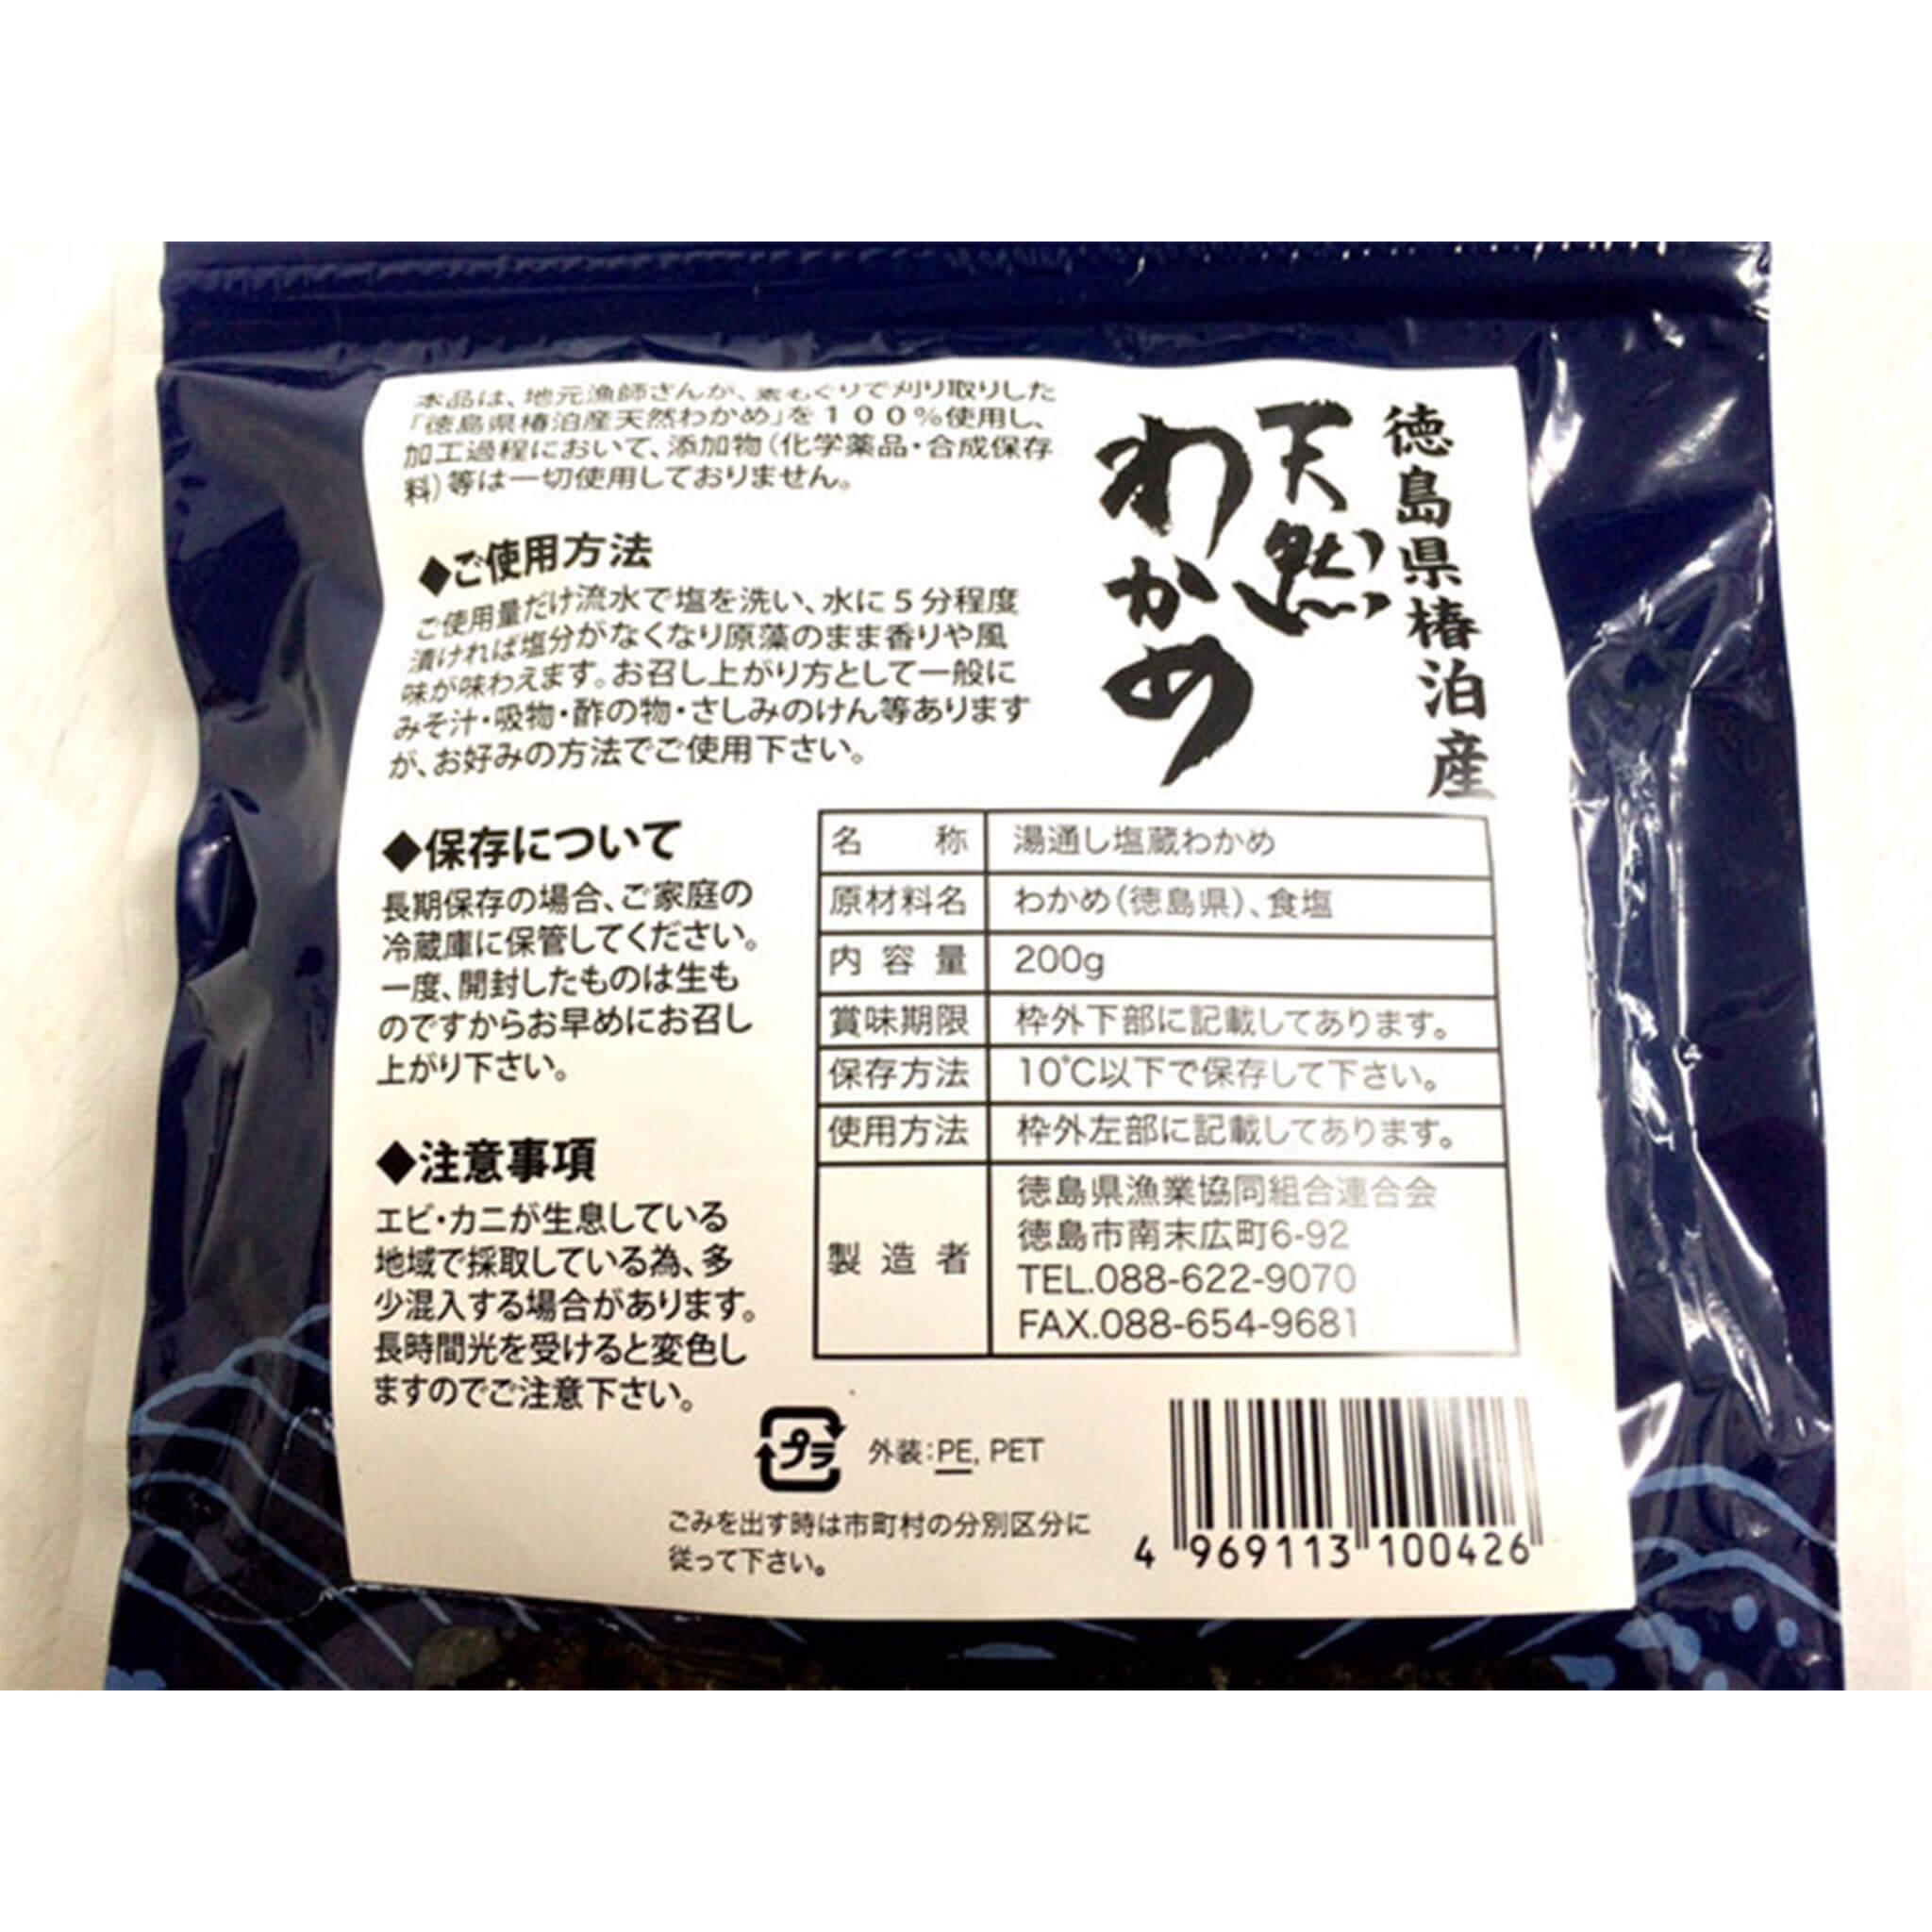 徳島県椿泊産
天然
わかめ
本品は、地元漁師さんが、素もぐりで刈り取りした
「徳島県椿泊産天然わかめ」を100%使用し、
加工過程において、添加物(化学薬品・合成保存
料)等は一切使用しておりません。
◆ご使用方法
ご使用量だけ流水で塩を洗い、水に5分程度
漬ければ塩分がなくなり原藻のまま香りや風
味が味わえます。お召し上がり方として一般に
みそ汁・吸物・酢の物・さしみのけん等あります
が、お好みの方法でご使用下さい。
◆保存について
長期保存の場合、ご家庭の
冷蔵庫に保管してください。
一度、開封したものは生も
のですからお早めにお召し
上がり下さい。
◆注意事項
エビ・カニが生息している
地域で採取している為、多
少混入する場合があります。
長時間光を受けると変色し
ますのでご注意下さい。
名称 湯通し塩蔵わかめ
原材料名 わかめ(徳島県)、食塩
内容量 200g
賞味期限 枠外下部に記載してあります。
保存方法 10℃以下で保存して下さい。
使用方法 枠外左部に記載してあります。
製造者 徳島県漁業協同組合連合会
徳島市南末広町6-92
TEL.088-622-9070
FAX.088-654-9681
プラ 外装:PE, PET
ごみを出す時は市町村の分別区分に
従って下さい。
4 969113 100426